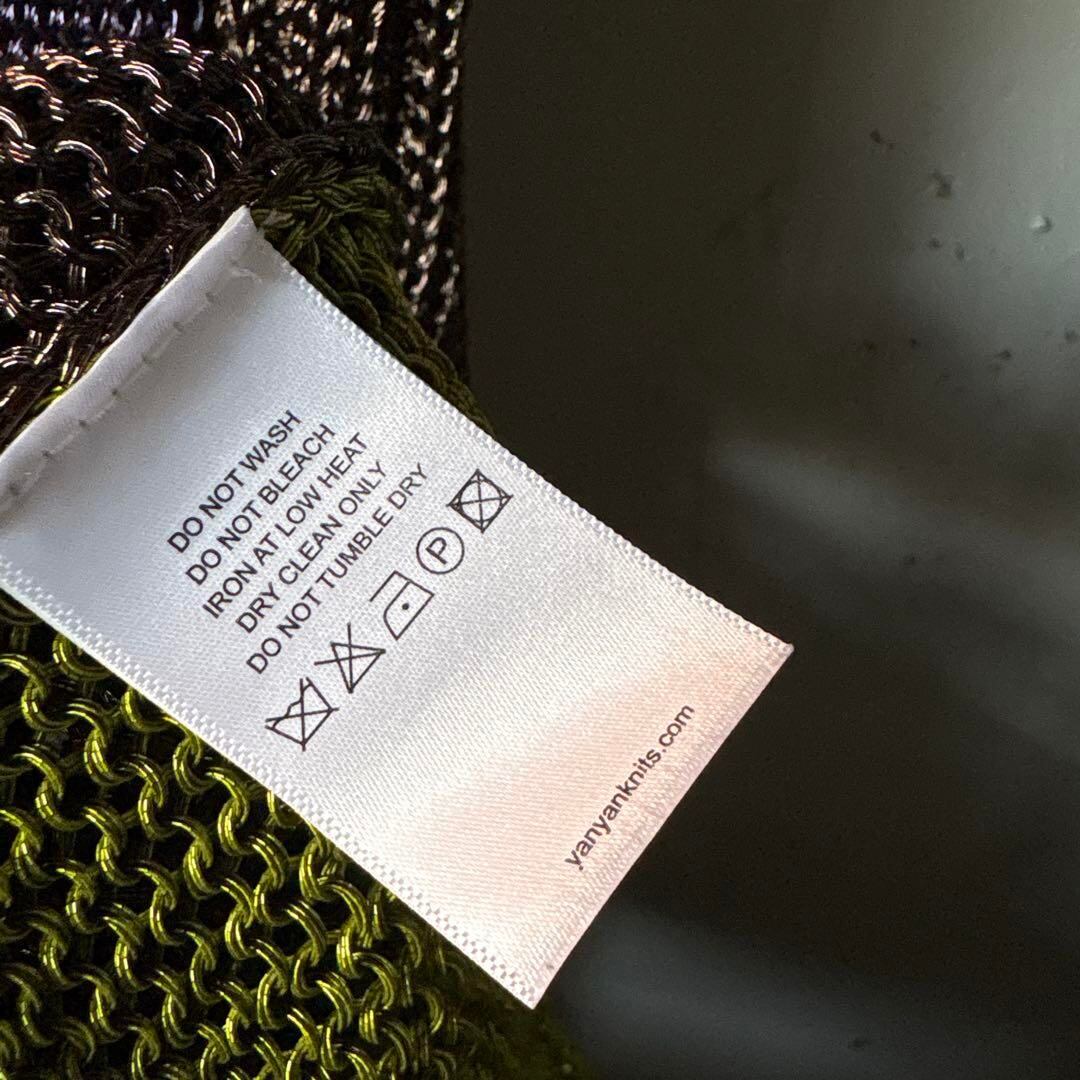 DO NOT WASH
DO NOT BLEACH
IRON AT LOW HEAT
DRY CLEAN ONLY
DO NOT TUMBLE DRY
P
yanyanknits.com